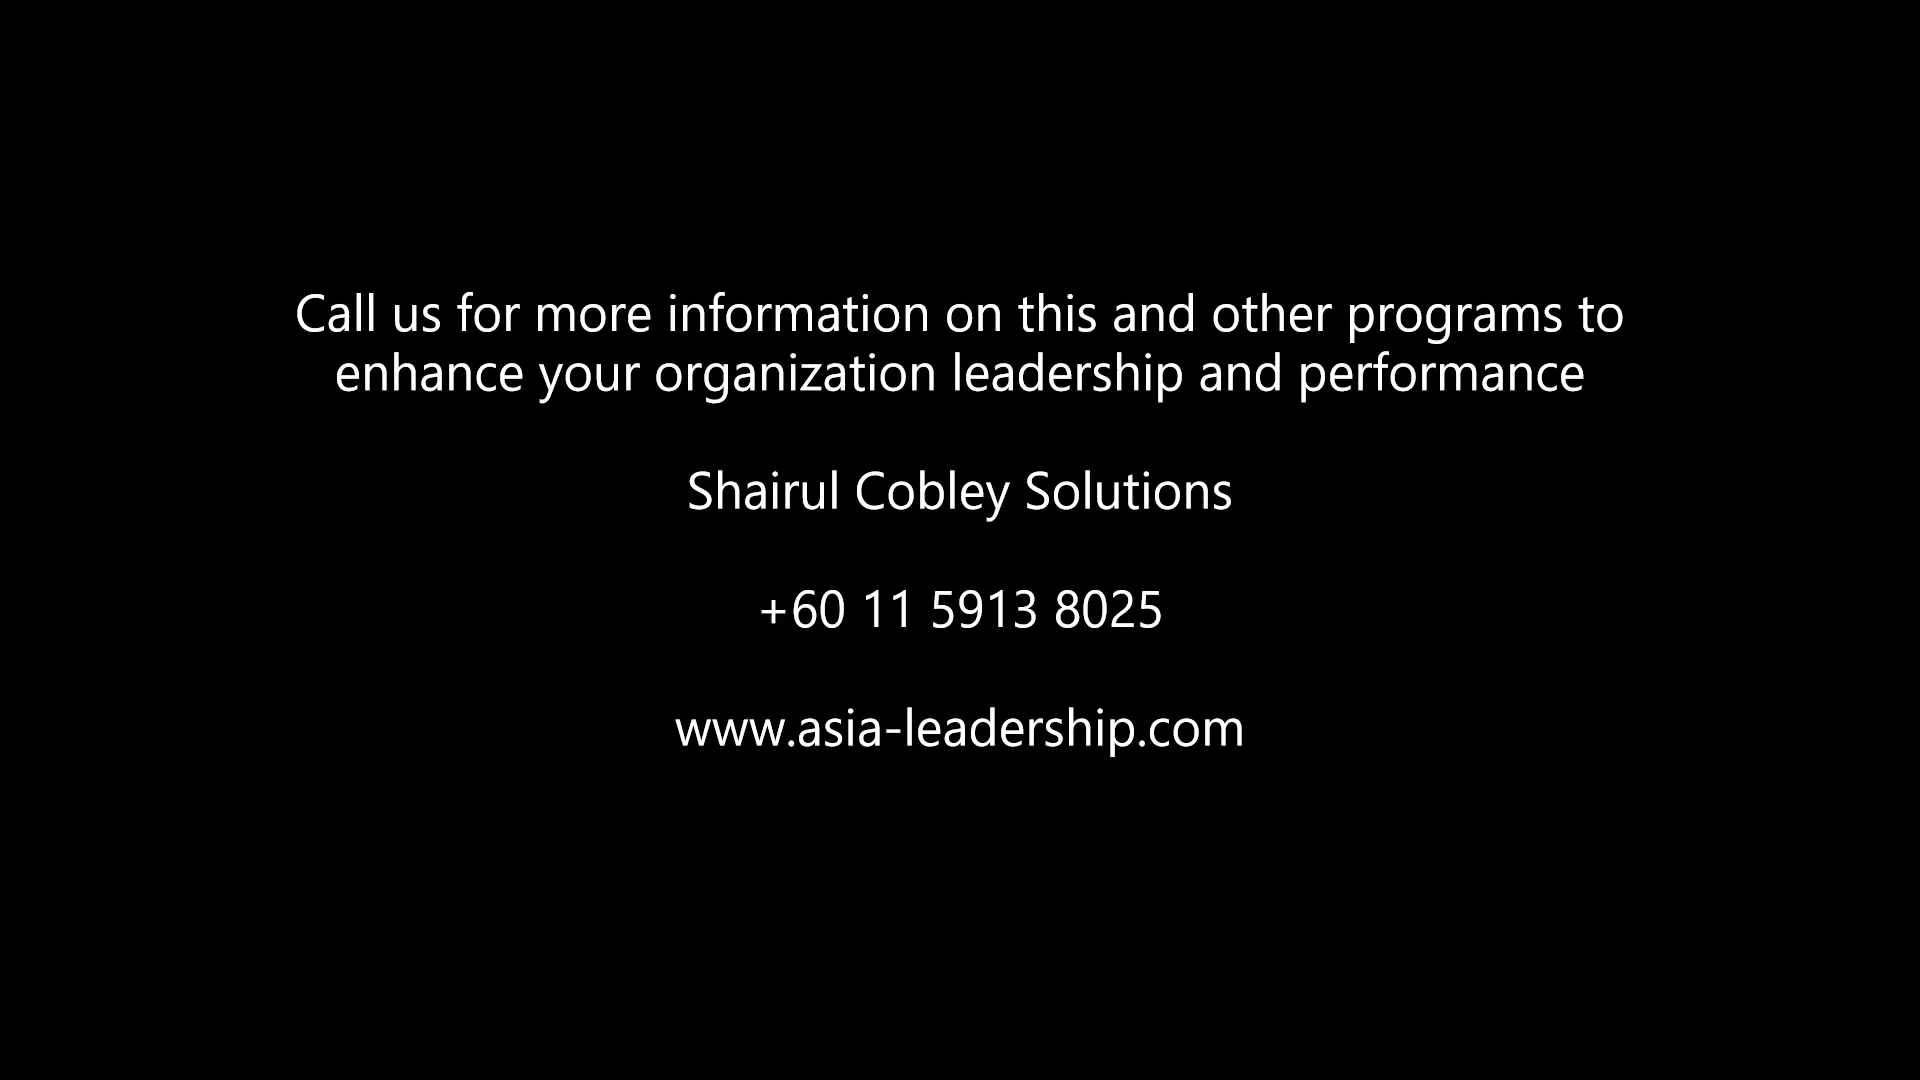 Call us for more information on this and other programs to
enhance your organization leadership and performance
Shairul Cobley Solutions
+60 11 5913 8025
www.asia-leadership.com